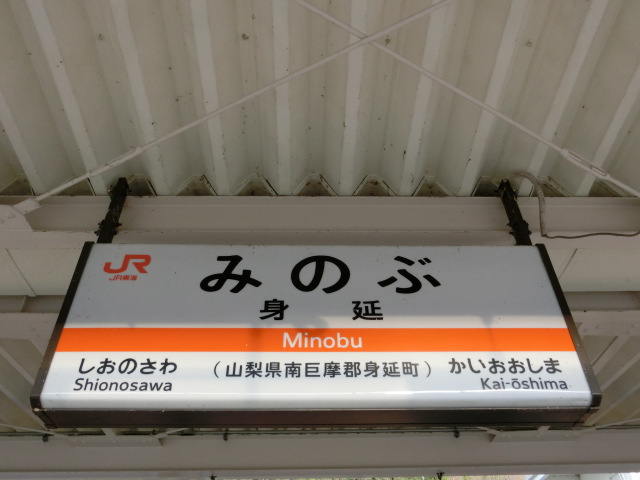 JR
JR東海
みのぶ
身延
Minobu
しおのさわ
Shionosawa
（山梨県南巨摩郡身延町）
かいおおしま
Kai-ōshima